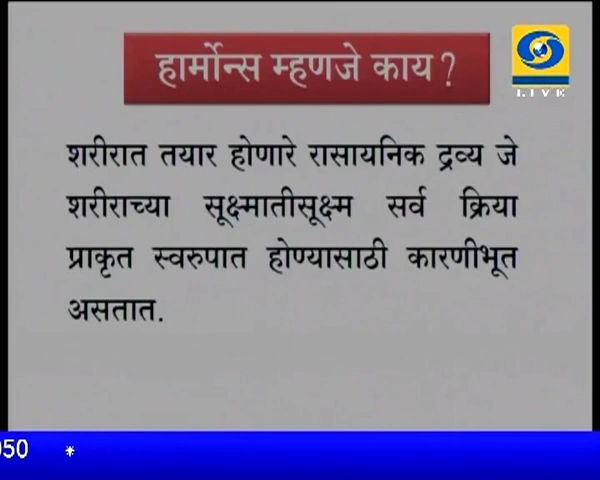 हार्मोन्स म्हणजे काय ?
LIVE
शरीरात तयार होणारे रासायनिक द्रव्य जे
शरीराच्या सूक्ष्मातीसूक्ष्म सर्व क्रिया
प्राकृत स्वरुपात होण्यासाठी कारणीभूत
असतात.
050 *